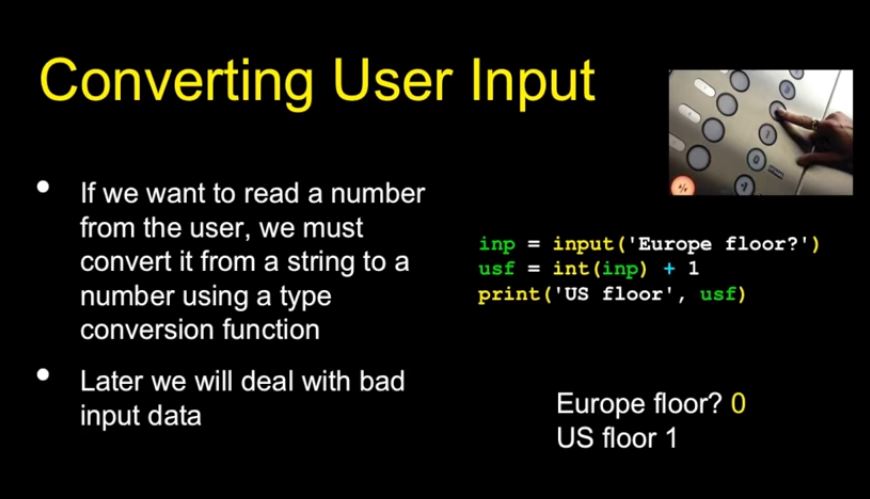 Converting User Input
If we want to read a number
from the user, we must
convert it from a string to a
number using a type
conversion function
Later we will deal with bad
input data
inp = input('Europe floor?')
usf = int(inp) + 1
print('US floor', usf)
Europe floor? 0
US floor 1